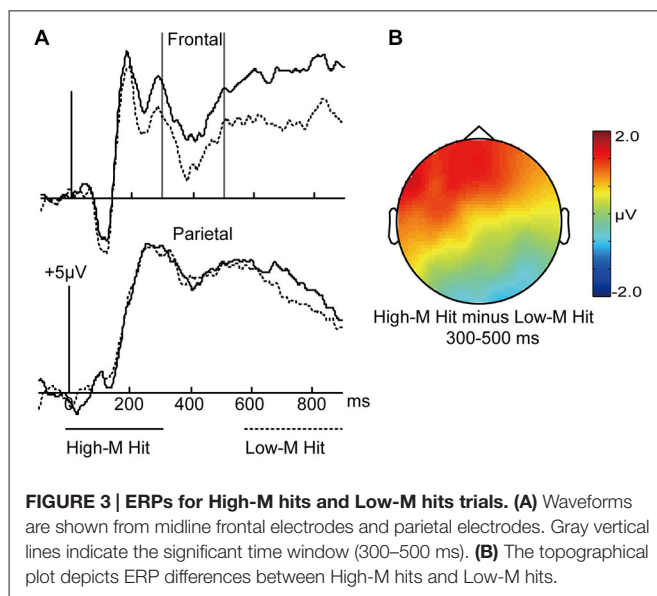 A
B
Frontal
2.0
µV
-2.0
Parietal
+5µV
High-M Hit minus Low-M Hit
300-500 ms
0 200 400 600 800 ms
High-M Hit Low-M Hit
FIGURE 3 | ERPs for High-M hits and Low-M hits trials. (A) Waveforms
are shown from midline frontal electrodes and parietal electrodes. Gray vertical
lines indicate the significant time window (300–500 ms). (B) The topographical
plot depicts ERP differences between High-M hits and Low-M hits.